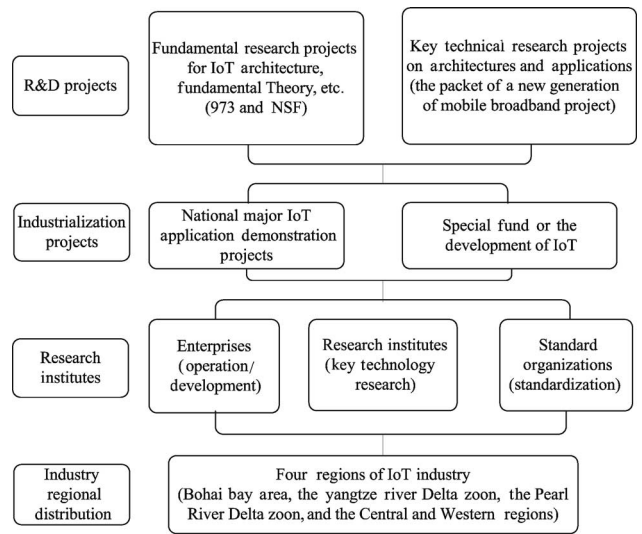 R&D projects
Fundamental research projects
for IoT architecture,
fundamental Theory, etc.
(973 and NSF)
Key technical research projects
on architectures and applications
(the packet of a new generation
of mobile broadband project)
Industrialization
projects
National major IoT
application demonstration
projects
Special fund or the
development of IoT
Research
institutes
Enterprises
(operation/
development)
Research institutes
(key technology
research)
Standard
organizations
(standardization)
Industry
regional
distribution
Four regions of IoT industry
(Bohai bay area, the yangtze river Delta zoon, the Pearl
River Delta zoon, and the Central and Western regions)